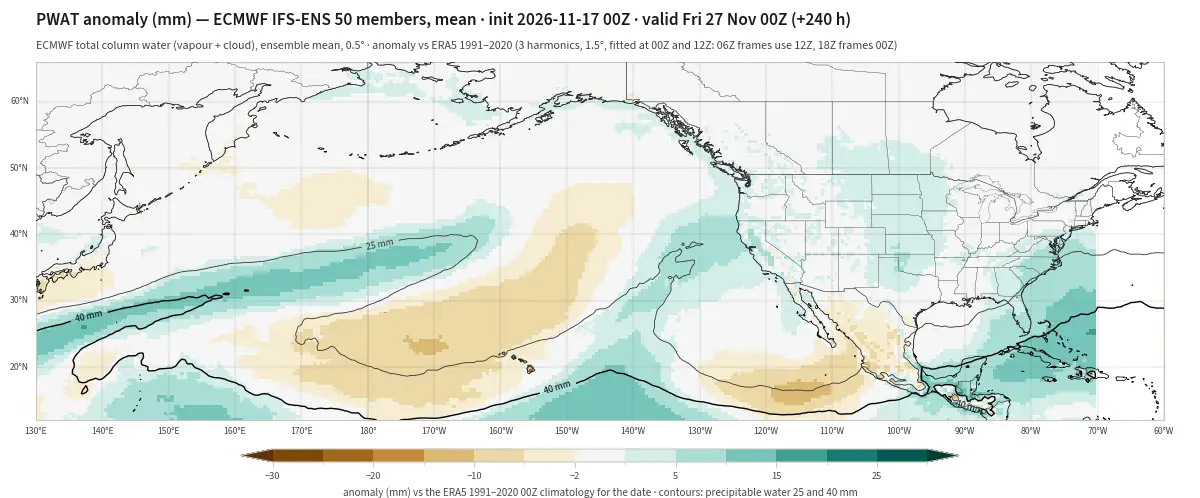 PWAT anomaly (mm) — ECMWF IFS-ENS 50 members, mean · init 2026-11-17 00Z · valid Fri 27 Nov 00Z (+240 h)
ECMWF total column water (vapour + cloud), ensemble mean, 0.5° · anomaly vs ERA5 1991–2020 (3 harmonics, 1.5°, fitted at 00Z and 12Z: 06Z frames use 12Z, 18Z frames 00Z)
60°N
50°N
40°N
30°N
20°N
25 mm
40 mm
40 mm
130°E 140°E 150°E 160°E 170°E 180° 170°W 160°W 150°W 140°W 130°W 120°W 110°W 100°W 90°W 80°W 70°W 60°W
−30 −20 −10 −2 5 15 25
anomaly (mm) vs the ERA5 1991–2020 00Z climatology for the date · contours: precipitable water 25 and 40 mm